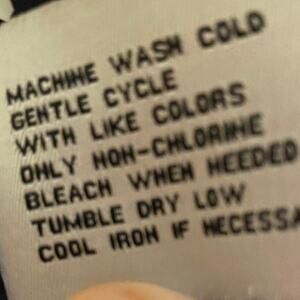 MACHINE WASH COLD
GENTLE CYCLE
WITH LIKE COLORS
ONLY NON-CHLORINE
BLEACH WHEN NEEDED
TUMBLE DRY LOW
COOL IRON IF NECESSA